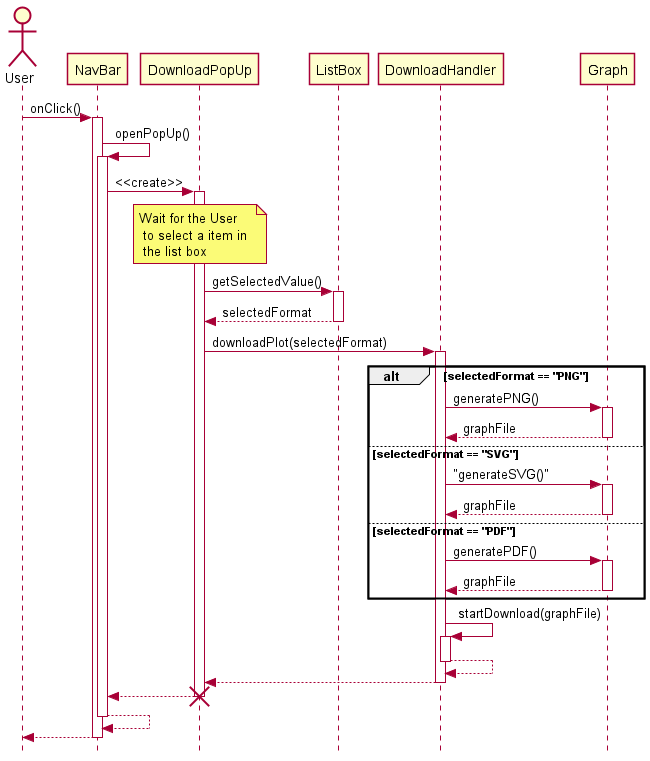 User
NavBar
DownloadPopUp
ListBox
DownloadHandler
Graph
onClick()
openPopUp()
<<create>>
Wait for the User
to select a item in
the list box
getSelectedValue()
selectedFormat
downloadPlot(selectedFormat)
alt
[selectedFormat == "PNG"]
generatePNG()
graphFile
[selectedFormat == "SVG"]
"generateSVG()"
graphFile
[selectedFormat == "PDF"]
generatePDF()
graphFile
startDownload(graphFile)